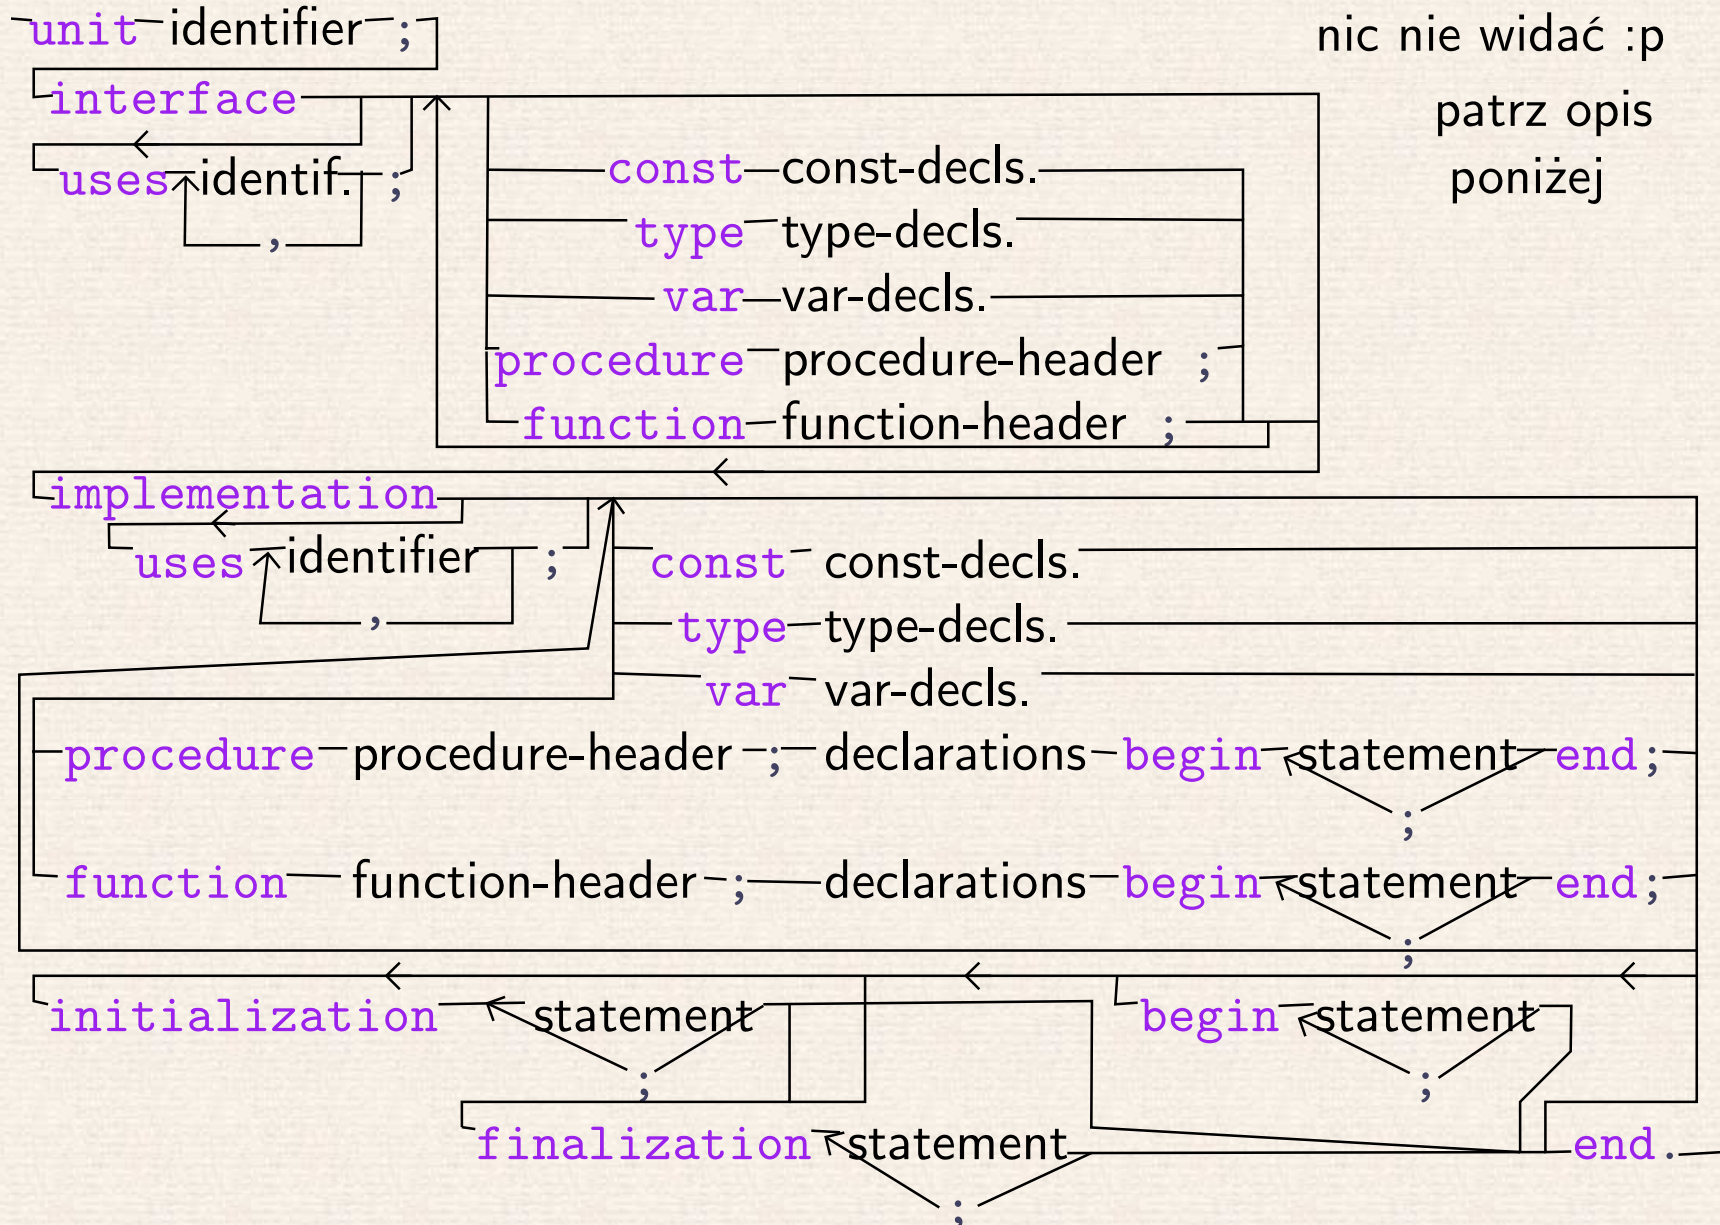 unit identifier ;
nic nie widać :p
interface
patrz opis
uses identif. ;
,
poniżej
const const-decls.
type type-decls.
var var-decls.
procedure procedure-header ;
function function-header ;
implementation
uses identifier ;
,
const const-decls.
type type-decls.
var var-decls.
procedure procedure-header ; declarations begin statement end;
;
function function-header ; declarations begin statement end;
;
initialization statement
;
begin statement
;
finalization statement end.
;